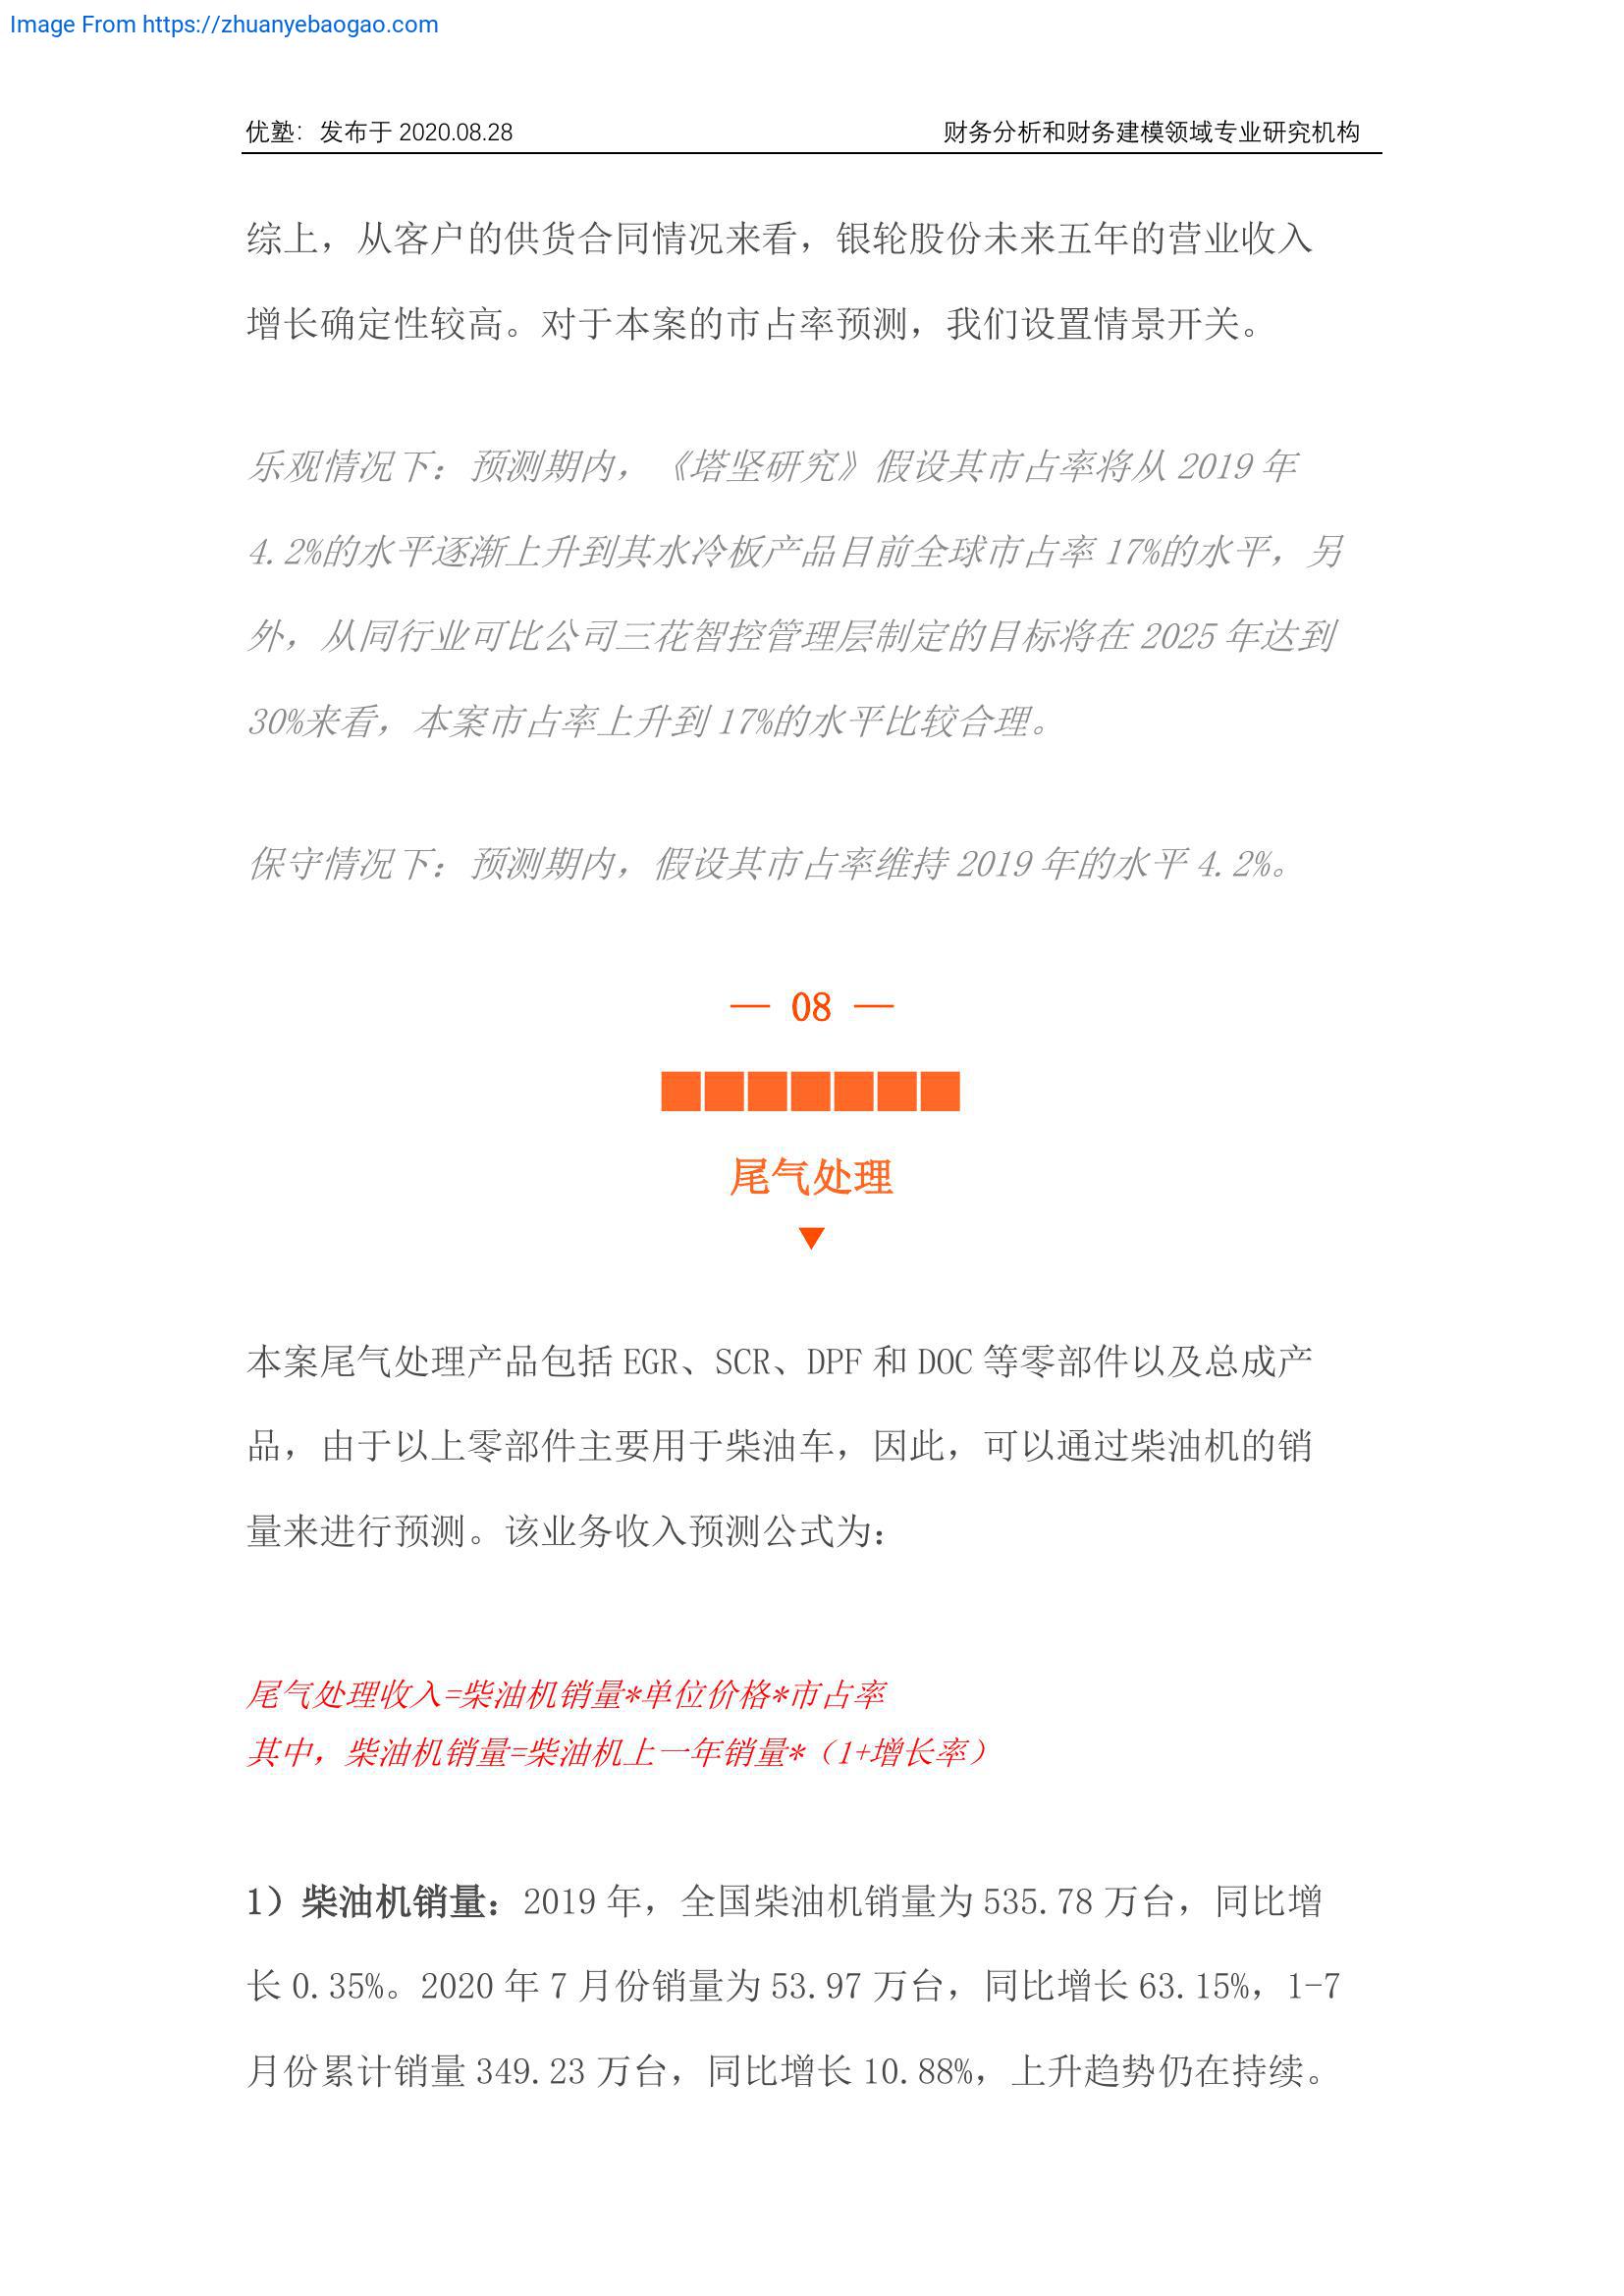 Image From https://zhuanyebaogao.com
优塾：发布于 2020.08.28 财务分析和财务建模领域专业研究机构
综上，从客户的供货合同情况来看，银轮股份未来五年的营业收入
增长确定性较高。对于本案的市占率预测，我们设置情景开关。
乐观情况下：预测期内，《塔坚研究》假设其市占率将从 2019 年
4.2%的水平逐渐上升到其水冷板产品目前全球市占率 17%的水平，另
外，从同行业可比公司三花智控管理层制定的目标将在 2025 年达到
30%来看，本案市占率上升到 17%的水平比较合理。
保守情况下：预测期内，假设其市占率维持 2019 年的水平 4.2%。
— 08 —
■■■■■■■
尾气处理
▼
本案尾气处理产品包括 EGR、SCR、DPF 和 DOC 等零部件以及总成产
品，由于以上零部件主要用于柴油车，因此，可以通过柴油机的销
量来进行预测。该业务收入预测公式为：
尾气处理收入=柴油机销量*单位价格*市占率
其中，柴油机销量=柴油机上一年销量*（1+增长率）
1）柴油机销量：2019 年，全国柴油机销量为 535.78 万台，同比增
长 0.35%。2020 年 7 月份销量为 53.97 万台，同比增长 63.15%，1-7
月份累计销量 349.23 万台，同比增长 10.88%，上升趋势仍在持续。